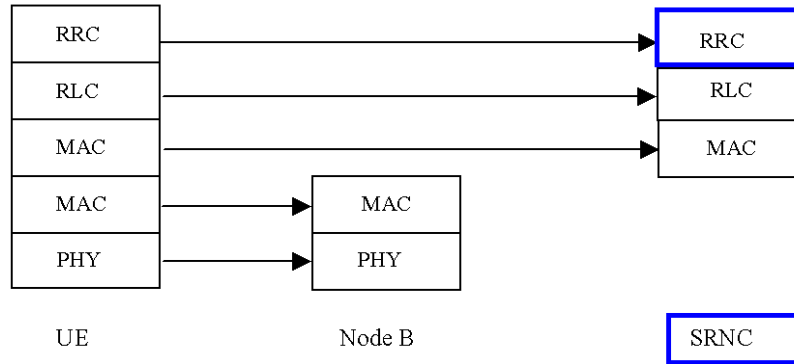 RRC RRC
RLC RLC
MAC MAC
MAC MAC
PHY PHY
UE Node B SRNC